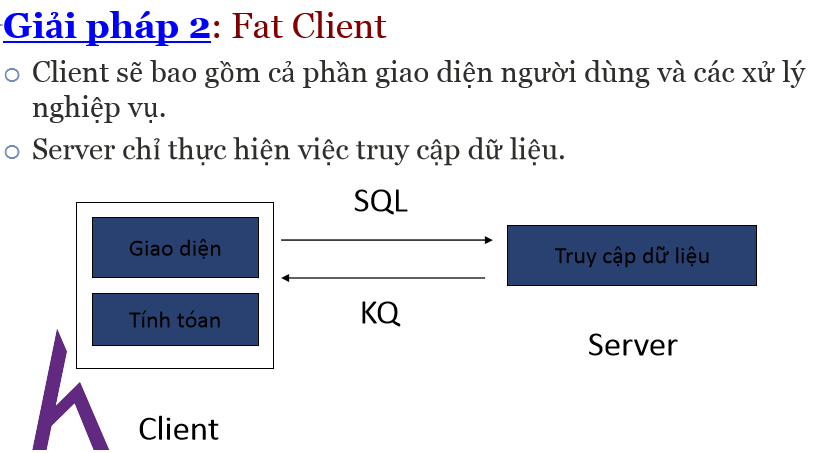 Giải pháp 2: Fat Client
Client sẽ bao gồm cả phần giao diện người dùng và các xử lý
nghiệp vụ.
Server chỉ thực hiện việc truy cập dữ liệu.
SQL
Giao diện
Truy cập dữ liệu
Tính tóan
KQ
Server
Client